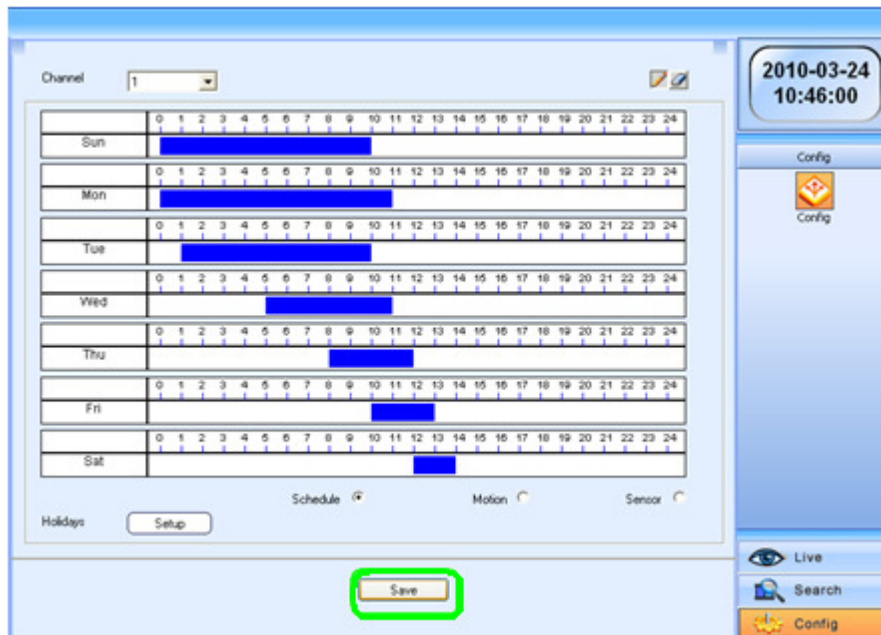 Channel 1
2010-03-24
10:46:00
Config
Config
0 1 2 3 4 5 6 7 8 9 10 11 12 13 14 15 16 17 18 19 20 21 22 23 24
Sun
0 1 2 3 4 5 6 7 8 9 10 11 12 13 14 15 16 17 18 19 20 21 22 23 24
Mon
0 1 2 3 4 5 6 7 8 9 10 11 12 13 14 15 16 17 18 19 20 21 22 23 24
Tue
0 1 2 3 4 5 6 7 8 9 10 11 12 13 14 15 16 17 18 19 20 21 22 23 24
Wed
0 1 2 3 4 5 6 7 8 9 10 11 12 13 14 15 16 17 18 19 20 21 22 23 24
Thu
0 1 2 3 4 5 6 7 8 9 10 11 12 13 14 15 16 17 18 19 20 21 22 23 24
Fri
0 1 2 3 4 5 6 7 8 9 10 11 12 13 14 15 16 17 18 19 20 21 22 23 24
Sat
Schedule Motion Sensor
Holidays Setup
Save
Live
Search
Config